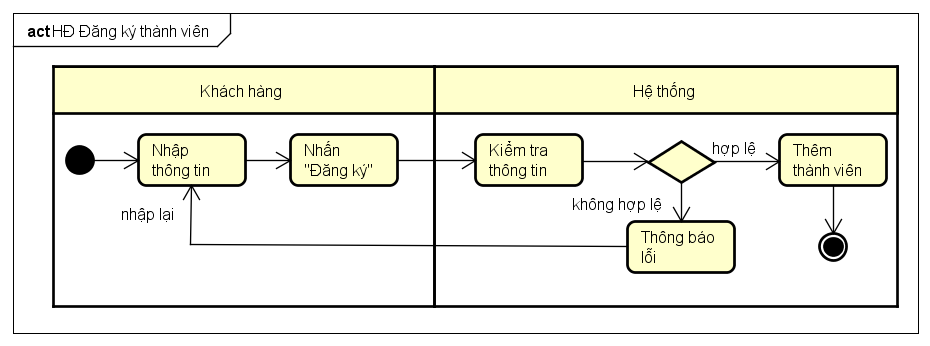 act HĐ Đăng ký thành viên
Khách hàng
Hệ thống
Nhập
thông tin
Nhấn
"Đăng ký"
Kiểm tra
thông tin
hợp lệ
Thêm
thành viên
không hợp lệ
nhập lại
Thông báo
lỗi